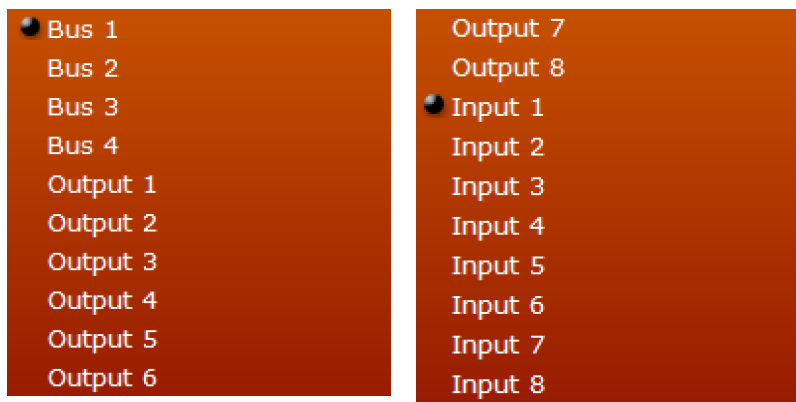 Bus 1
Bus 2
Bus 3
Bus 4
Output 1
Output 2
Output 3
Output 4
Output 5
Output 6
Output 7
Output 8
Input 1
Input 2
Input 3
Input 4
Input 5
Input 6
Input 7
Input 8